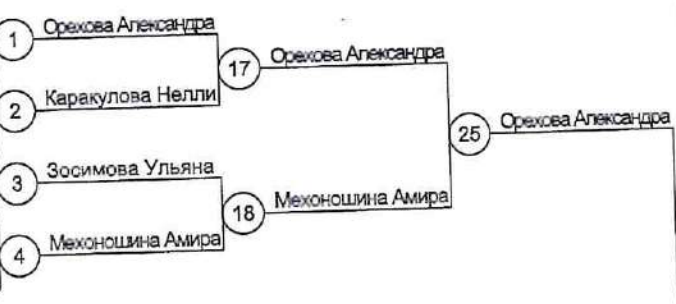 1 Орехова Александра
17 Орехова Александра
2 Каракулова Нелли
25 Орехова Александра
3 Зосимова Ульяна
18 Мехоношина Амира
4 Мехоношина Амира